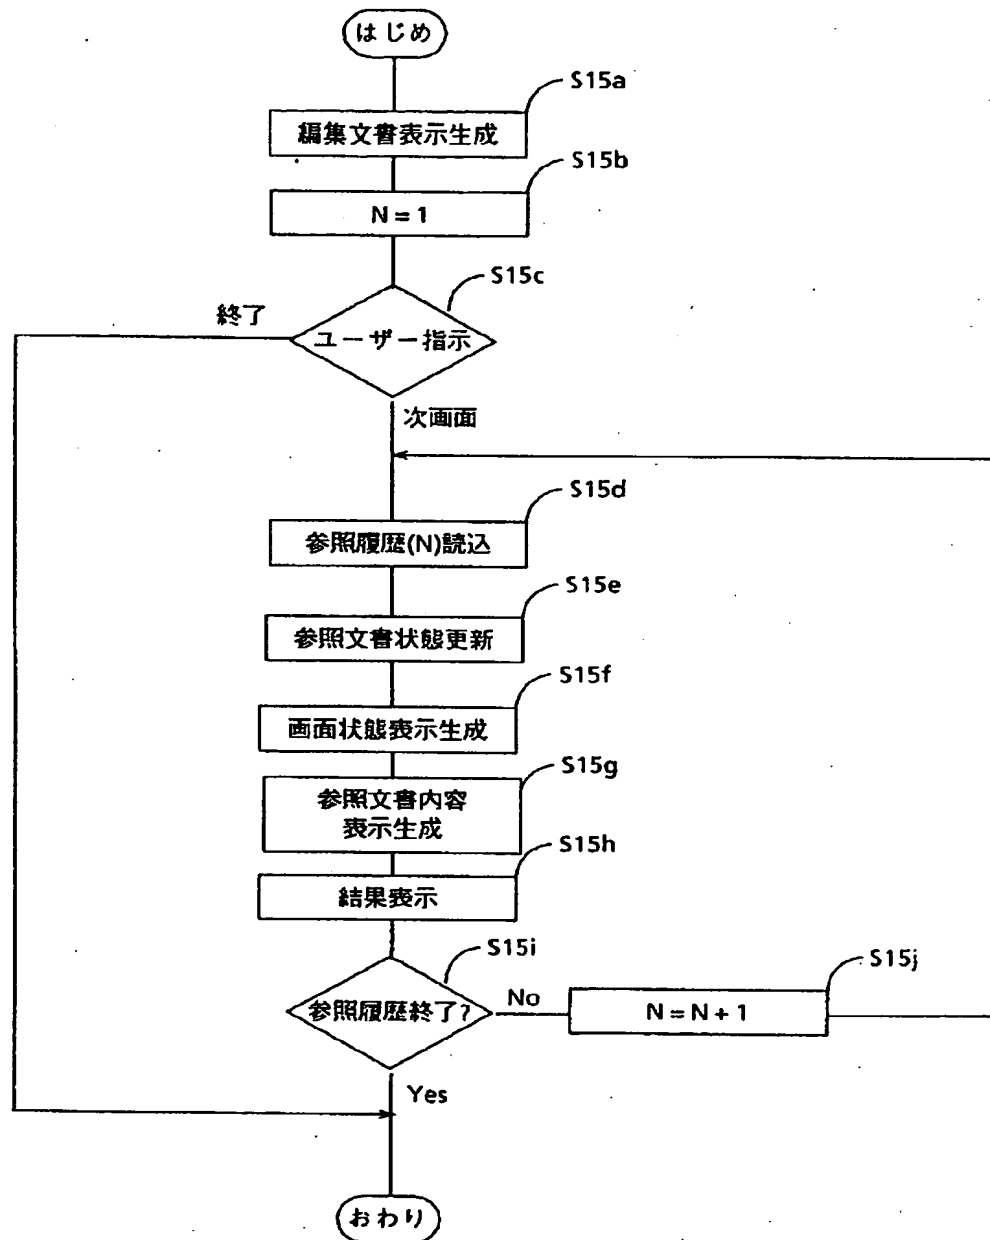 はじめ
S15a
編集文書表示生成
S15b
N = 1
S15c
終了
ユーザー指示
次画面
S15d
参照履歴(N)読込
S15e
参照文書状態更新
S15f
画面状態表示生成
S15g
参照文書内容
表示生成
S15h
結果表示
S15i
S15j
参照履歴終了?
No
N = N + 1
Yes
おわり